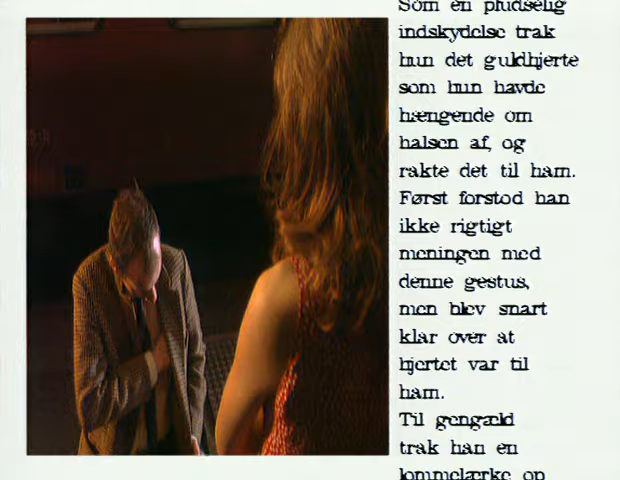 Som en pludselig
indskydelse trak
hun det guldhjerte
som hun havde
hængende om
halsen af, og
rakte det til ham.
Først forstod han
ikke rigtigt
meningen med
denne gestus,
men blev snart
klar over at
hjertet var til
ham.
Til gengæld
trak han en
lommelærke op